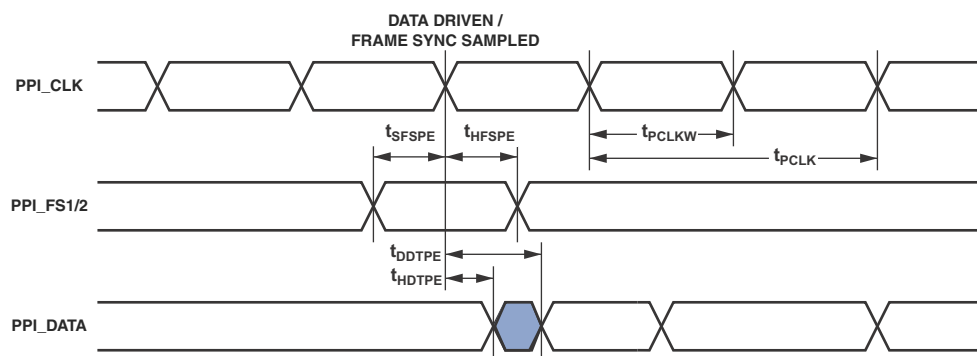 DATA DRIVEN /
FRAME SYNC SAMPLED
PPI_CLK
tSFSPE
tHFSPE
tPCLKW
tPCLK
PPI_FS1/2
tDDTPE
tHDTPE
PPI_DATA